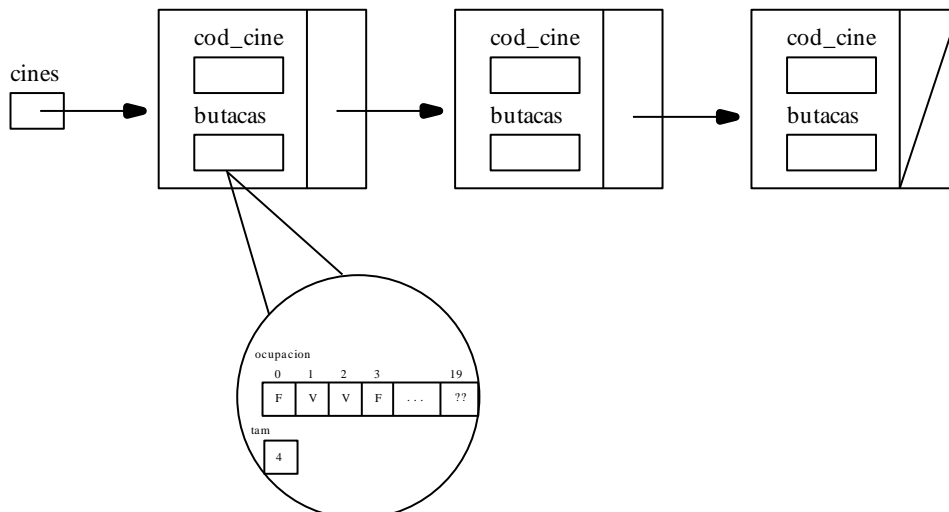 cod_cine
cod_cine
cod_cine
cines
butacas
butacas
butacas
ocupacion
0 1 2 3 19
F V V F ... ??
tam
4